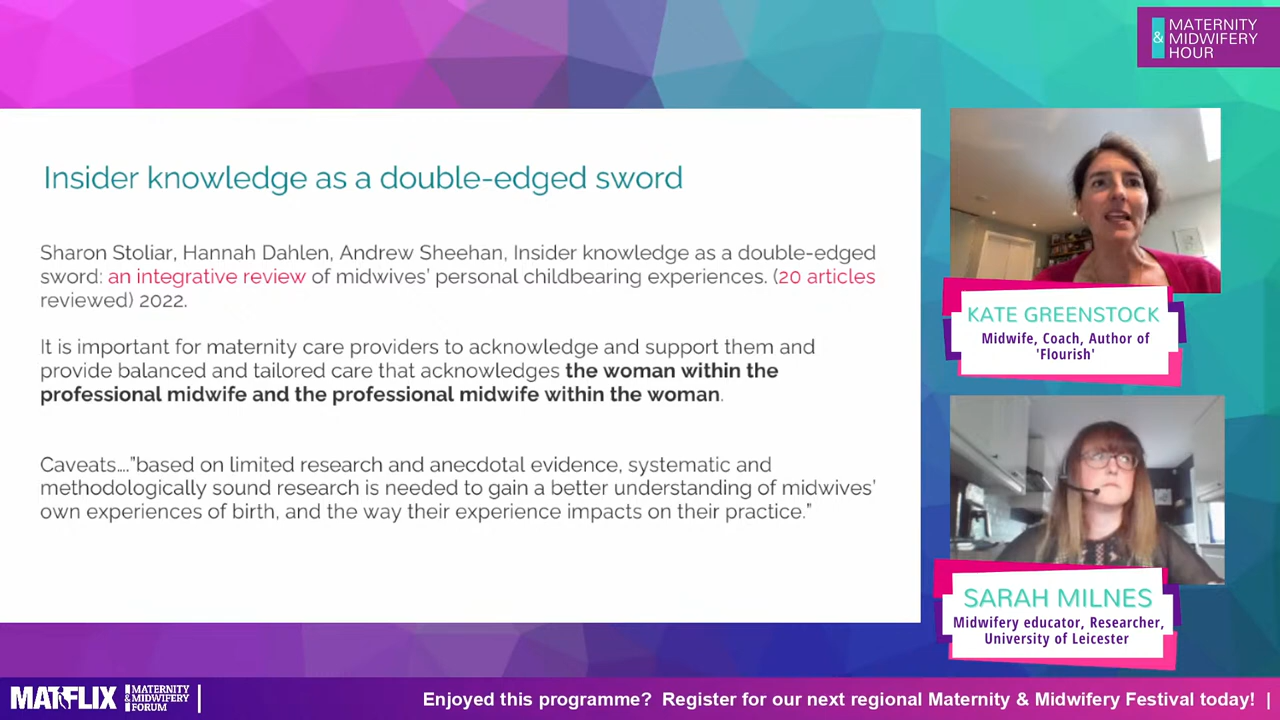 MATERNITY
& MIDWIFERY
HOUR
Insider knowledge as a double-edged sword
Sharon Stoliar, Hannah Dahlen, Andrew Sheehan, Insider knowledge as a double-edged
sword: an integrative review of midwives’ personal childbearing experiences. (20 articles
reviewed) 2022.
It is important for maternity care providers to acknowledge and support them and
provide balanced and tailored care that acknowledges the woman within the
professional midwife and the professional midwife within the woman.
Caveats....”based on limited research and anecdotal evidence, systematic and
methodologically sound research is needed to gain a better understanding of midwives’
own experiences of birth, and the way their experience impacts on their practice.”
KATE GREENSTOCK
Midwife, Coach, Author of
'Flourish'
SARAH MILNES
Midwifery educator, Researcher,
University of Leicester
MATFLIX
MATERNITY
& MIDWIFERY
FORUM
Enjoyed this programme? Register for our next regional Maternity & Midwifery Festival today! |